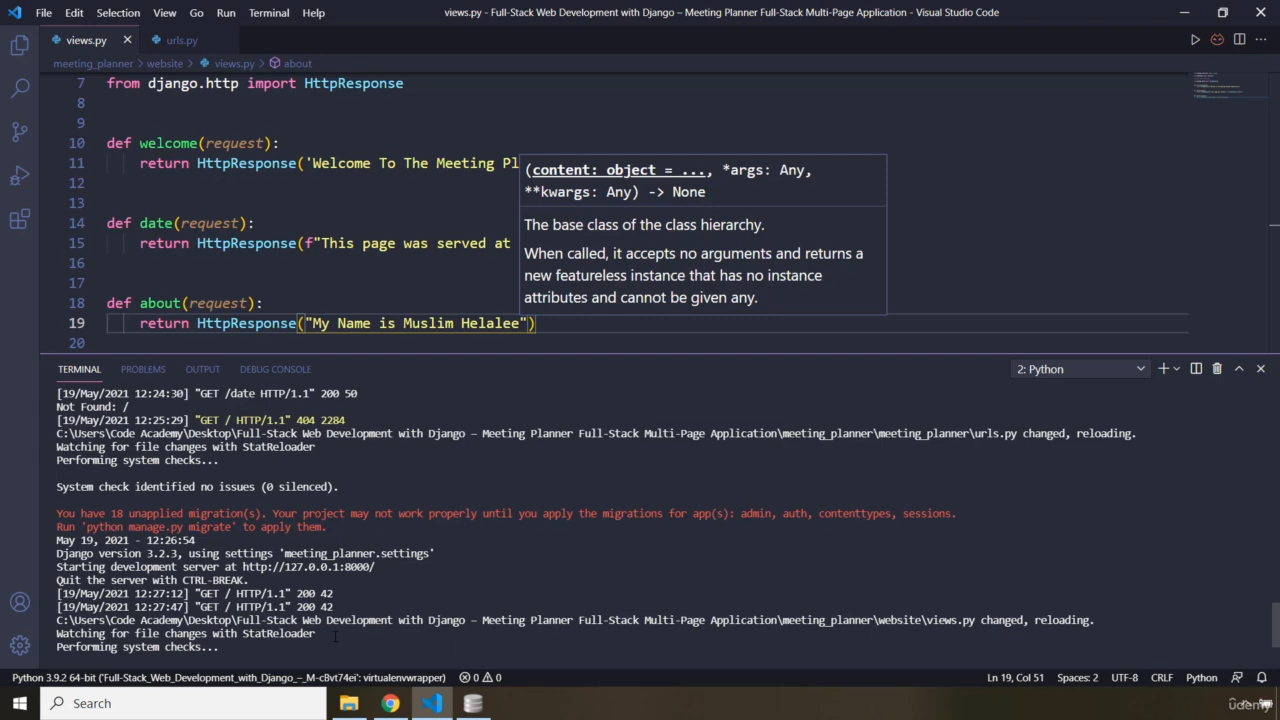 File Edit Selection View Go Run Terminal Help views.py - Full-Stack Web Development with Django – Meeting Planner Full-Stack Multi-Page Application - Visual Studio Code
views.py urls.py
meeting_planner > website > views.py > about
7 from django.http import HttpResponse
8
9
10 def welcome(request):
11 return HttpResponse('Welcome To The Meeting Pl
12
13
14 def date(request):
15 return HttpResponse(f"This page was served at
16
17
18 def about(request):
19 return HttpResponse("My Name is Muslim Helalee")
20
(content: object = ..., *args: Any,
**kwargs: Any) -> None
The base class of the class hierarchy.
When called, it accepts no arguments and returns a
new featureless instance that has no instance
attributes and cannot be given any.
TERMINAL PROBLEMS OUTPUT DEBUG CONSOLE 2: Python
[19/May/2021 12:24:30] "GET /date HTTP/1.1" 200 50
Not Found: /
[19/May/2021 12:25:29] "GET / HTTP/1.1" 404 2284
C:\Users\Code Academy\Desktop\Full-Stack Web Development with Django – Meeting Planner Full-Stack Multi-Page Application\meeting_planner\meeting_planner\urls.py changed, reloading.
Watching for file changes with StatReloader
Performing system checks...
System check identified no issues (0 silenced).
You have 18 unapplied migration(s). Your project may not work properly until you apply the migrations for app(s): admin, auth, contenttypes, sessions.
Run 'python manage.py migrate' to apply them.
May 19, 2021 - 12:26:54
Django version 3.2.3, using settings 'meeting_planner.settings'
Starting development server at http://127.0.0.1:8000/
Quit the server with CTRL-BREAK.
[19/May/2021 12:27:12] "GET / HTTP/1.1" 200 42
[19/May/2021 12:27:47] "GET / HTTP/1.1" 200 42
C:\Users\Code Academy\Desktop\Full-Stack Web Development with Django – Meeting Planner Full-Stack Multi-Page Application\meeting_planner\website\views.py changed, reloading.
Watching for file changes with StatReloader
Performing system checks...
Python 3.9.2 64-bit ('Full-Stack_Web_Development_with_Django_–_M-cBvt74ei': virtualenvwrapper) 0 0 Ln 19, Col 51 Spaces: 2 UTF-8 CRLF Python
Search
udemy